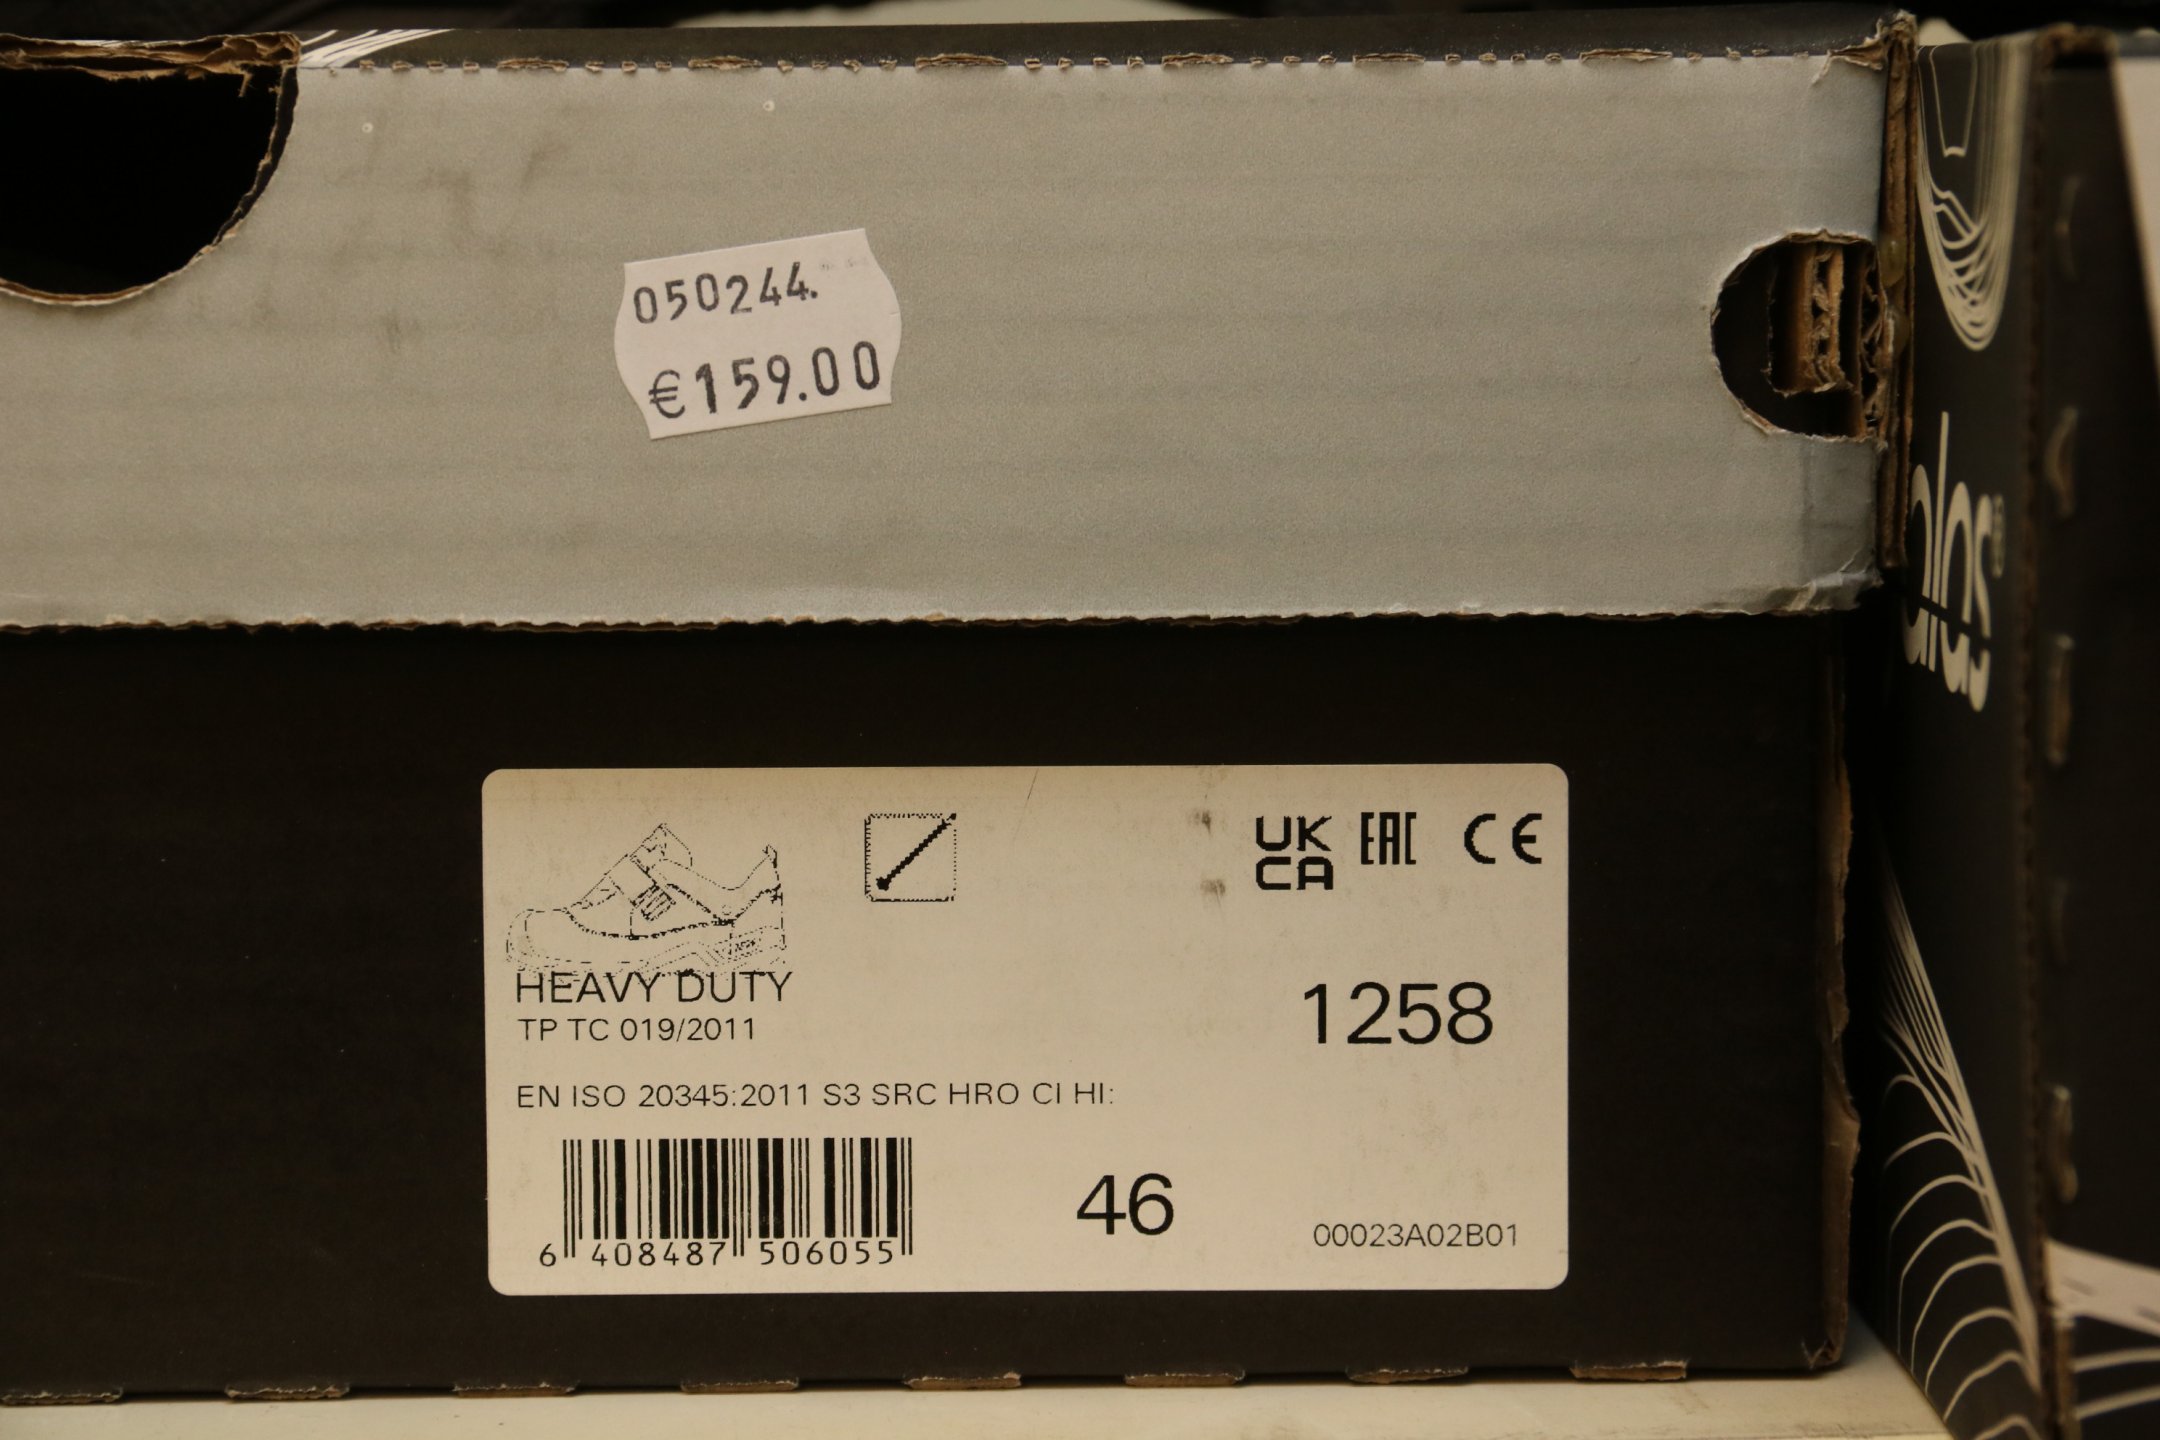 050244.
€159.00
alas
UK
CA
EAC
CE
HEAVY DUTY
TP TC 019/2011
1258
EN ISO 20345:2011 S3 SRC HRO CI HI:
6 408487 506055
46
00023A02B01